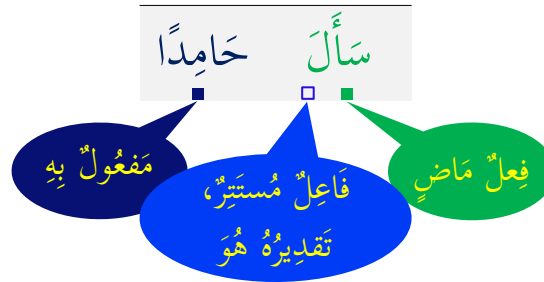 سَأَلَ حَامِدًا
فِعلٌ مَاضٍ
فَاعِلٌ مُستَتِرٌ،
تَقدِيرُهُ هُوَ
مَفعُولٌ بِهِ